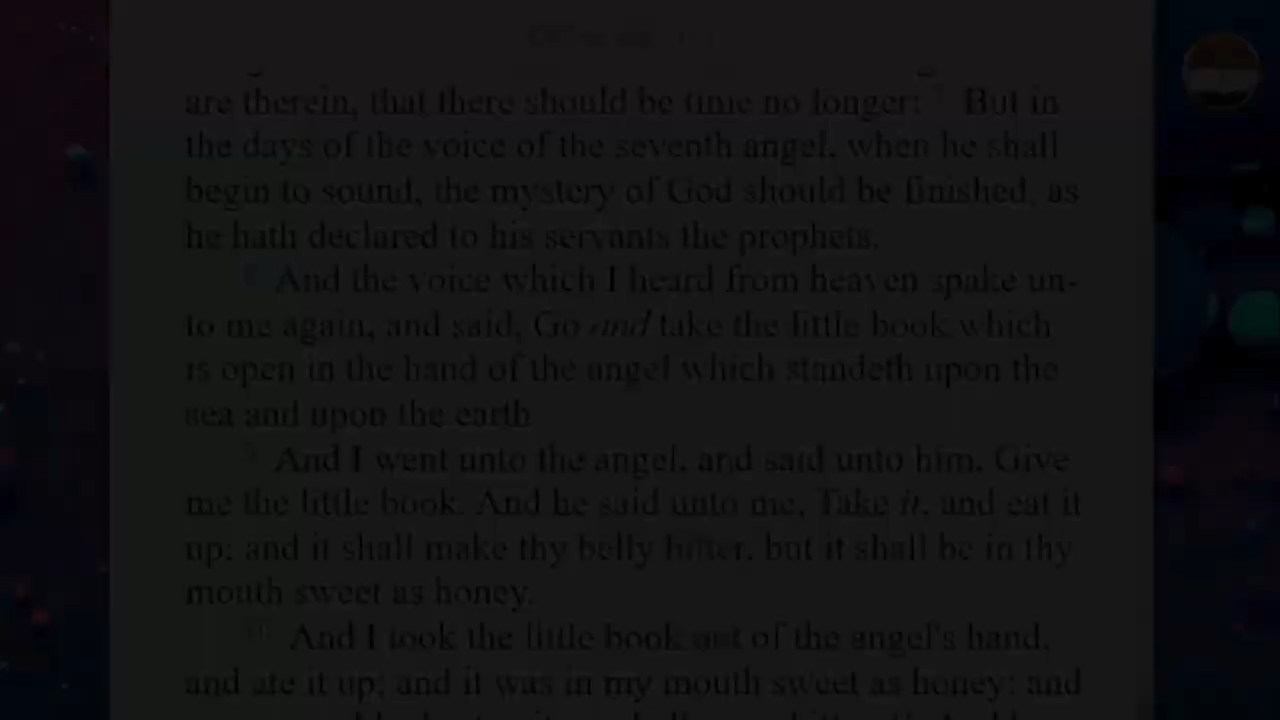 are therein, that there should be time no longer: 7 But in
the days of the voice of the seventh angel, when he shall
begin to sound, the mystery of God should be finished, as
he hath declared to his servants the prophets.
8 And the voice which I heard from heaven spake un-
to me again, and said, Go and take the little book which
is open in the hand of the angel which standeth upon the
sea and upon the earth
9 And I went unto the angel, and said unto him, Give
me the little book. And he said unto me, Take it, and eat it
up; and it shall make thy belly bitter, but it shall be in thy
mouth sweet as honey.
10 And I took the little book out of the angel's hand,
and ate it up; and it was in my mouth sweet as honey: and